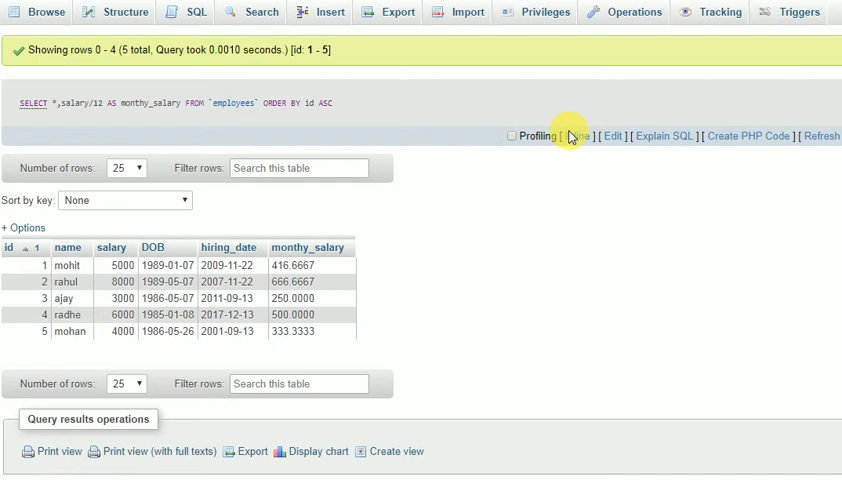 Browse Structure SQL Search Insert Export Import Privileges Operations Tracking Triggers
Showing rows 0 - 4 (5 total, Query took 0.0010 seconds.) [id: 1 - 5]
SELECT *,salary/12 AS monthy_salary FROM `employees` ORDER BY id ASC
Profiling [ ] [ Edit ] [ Explain SQL ] [ Create PHP Code ] [ Refresh
Number of rows: 25 Filter rows: Search this table
Sort by key: None
+ Options
id 1 name salary DOB hiring_date monthy_salary
1 mohit 5000 1989-01-07 2009-11-22 416.6667
2 rahul 8000 1989-05-07 2007-11-22 666.6667
3 ajay 3000 1986-05-07 2011-09-13 250.0000
4 radhe 6000 1985-01-08 2017-12-13 500.0000
5 mohan 4000 1986-05-26 2001-09-13 333.3333
Number of rows: 25 Filter rows: Search this table
Query results operations
Print view Print view (with full texts) Export Display chart Create view